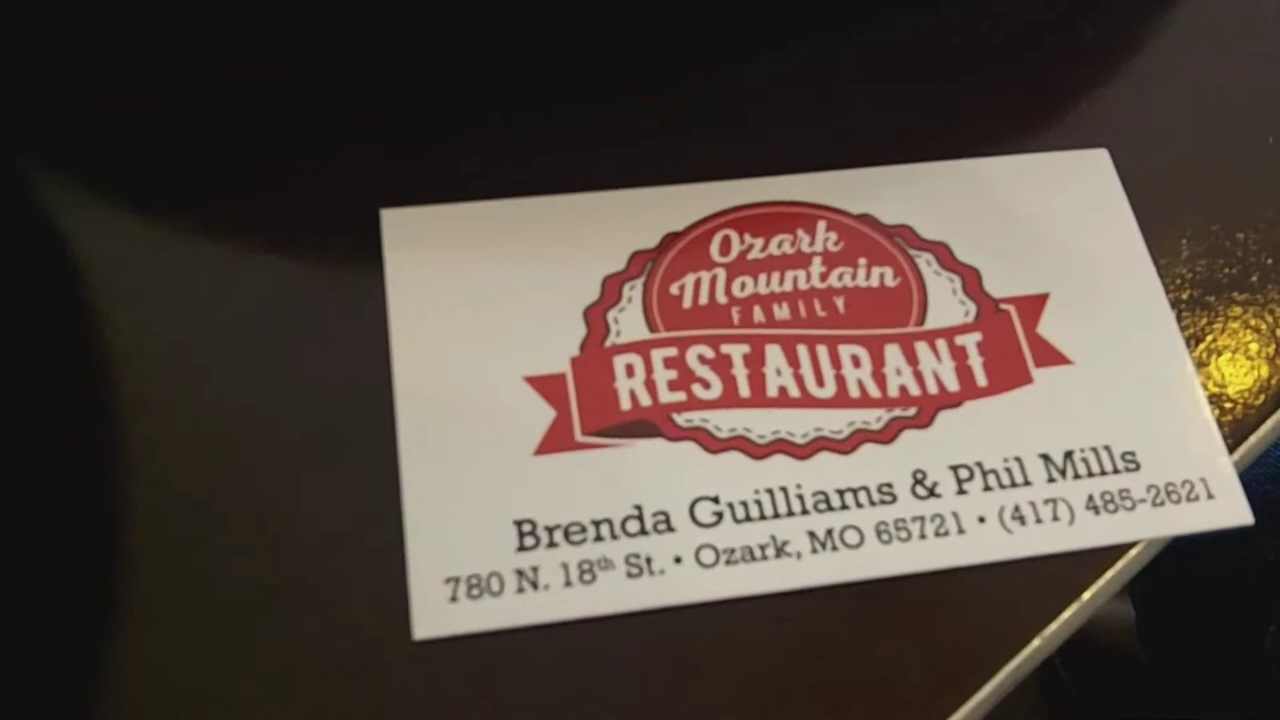 Ozark
Mountain
FAMILY
RESTAURANT
Brenda Guilliams & Phil Mills
780 N. 18th St. • Ozark, MO 65721 • (417) 485-2621